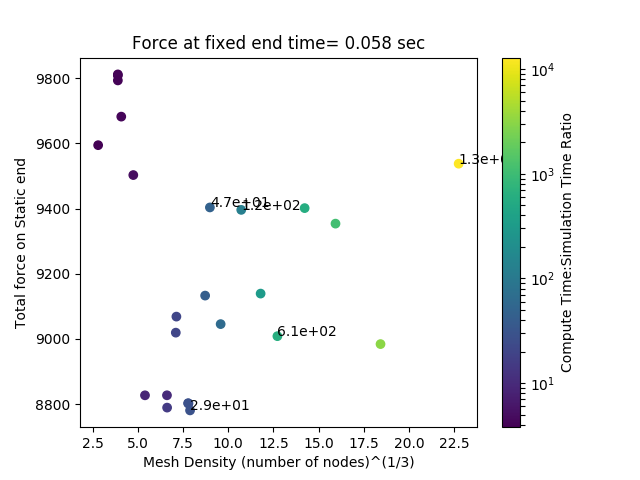 Force at fixed end time= 0.058 sec
Total force on Static end
9800
9600
9400
9200
9000
8800
4.7e+01
1.2e+02
1.3e+
6.1e+02
2.9e+01
2.5
5.0
7.5
10.0
12.5
15.0
17.5
20.0
22.5
Mesh Density (number of nodes)^(1/3)
10^4
10^3
10^2
10^1
Compute Time:Simulation Time Ratio